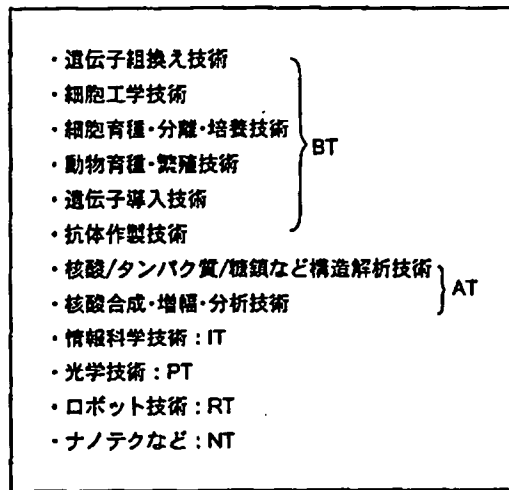 ・遺伝子組換え技術
・細胞工学技術
・細胞育種・分離・培養技術
・動物育種・繁殖技術
BT
・遺伝子導入技術
・抗体作製技術
・核酸/タンパク質/糖鎖など構造解析技術
AT
・核酸合成・増幅・分析技術
・情報科学技術：IT
・光学技術：PT
・ロボット技術：RT
・ナノテクなど：NT